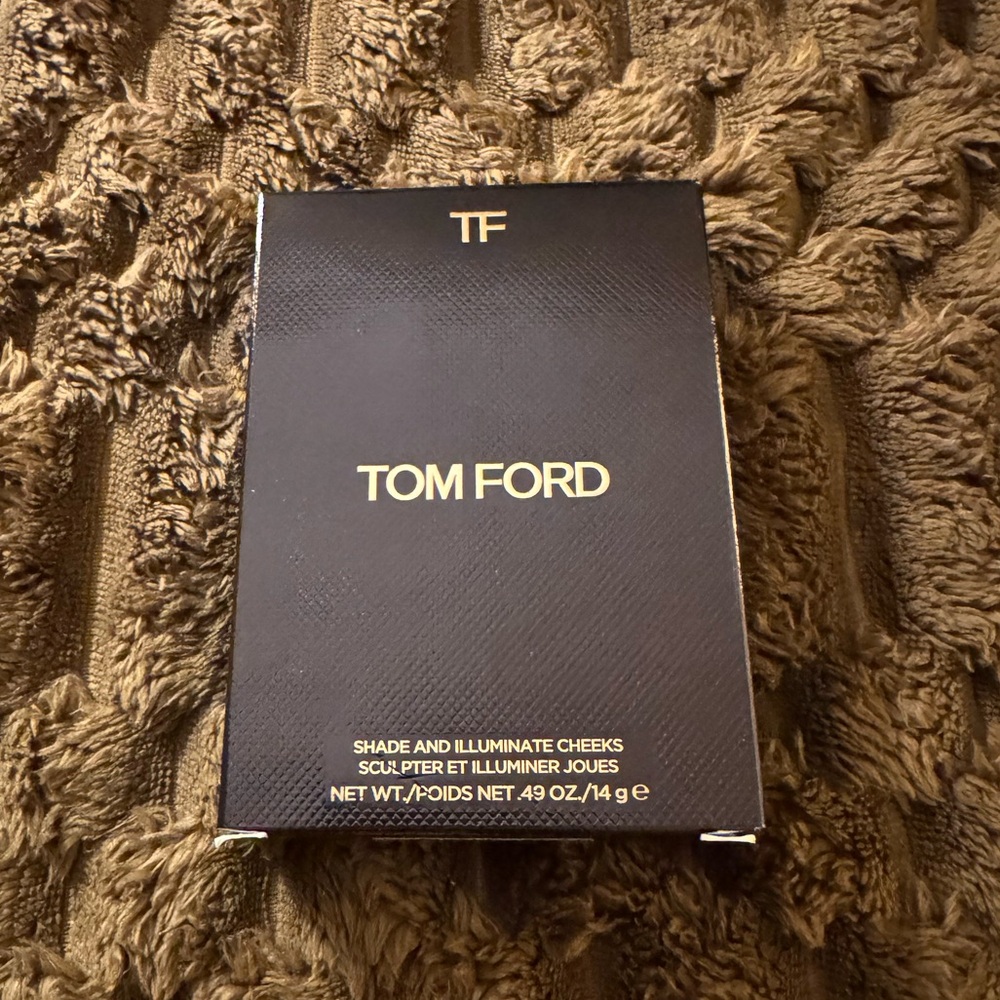 TF
TOM FORD
SHADE AND ILLUMINATE CHEEKS
SCULPTER ET ILLUMINER JOUES
NET WT./POIDS NET .49 OZ./14 g ℮